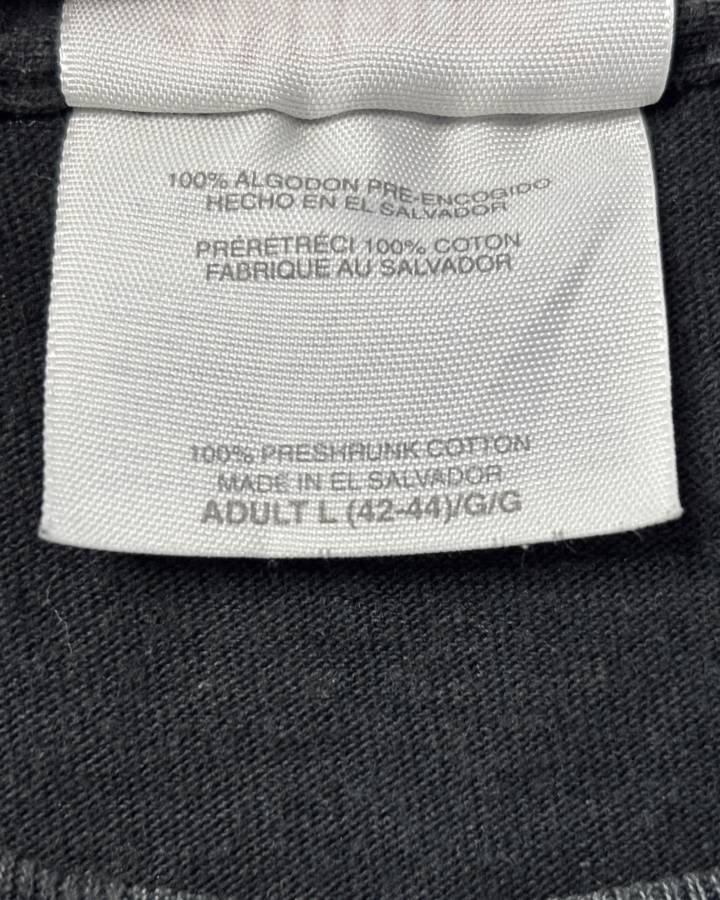 100% ALGODON PRE-ENCOGIDO
HECHO EN EL SALVADOR
PRÉRÉTRÉCI 100% COTON
FABRIQUE AU SALVADOR
100% PRESHRUNK COTTON
MADE IN EL SALVADOR
ADULT L (42-44)/G/G